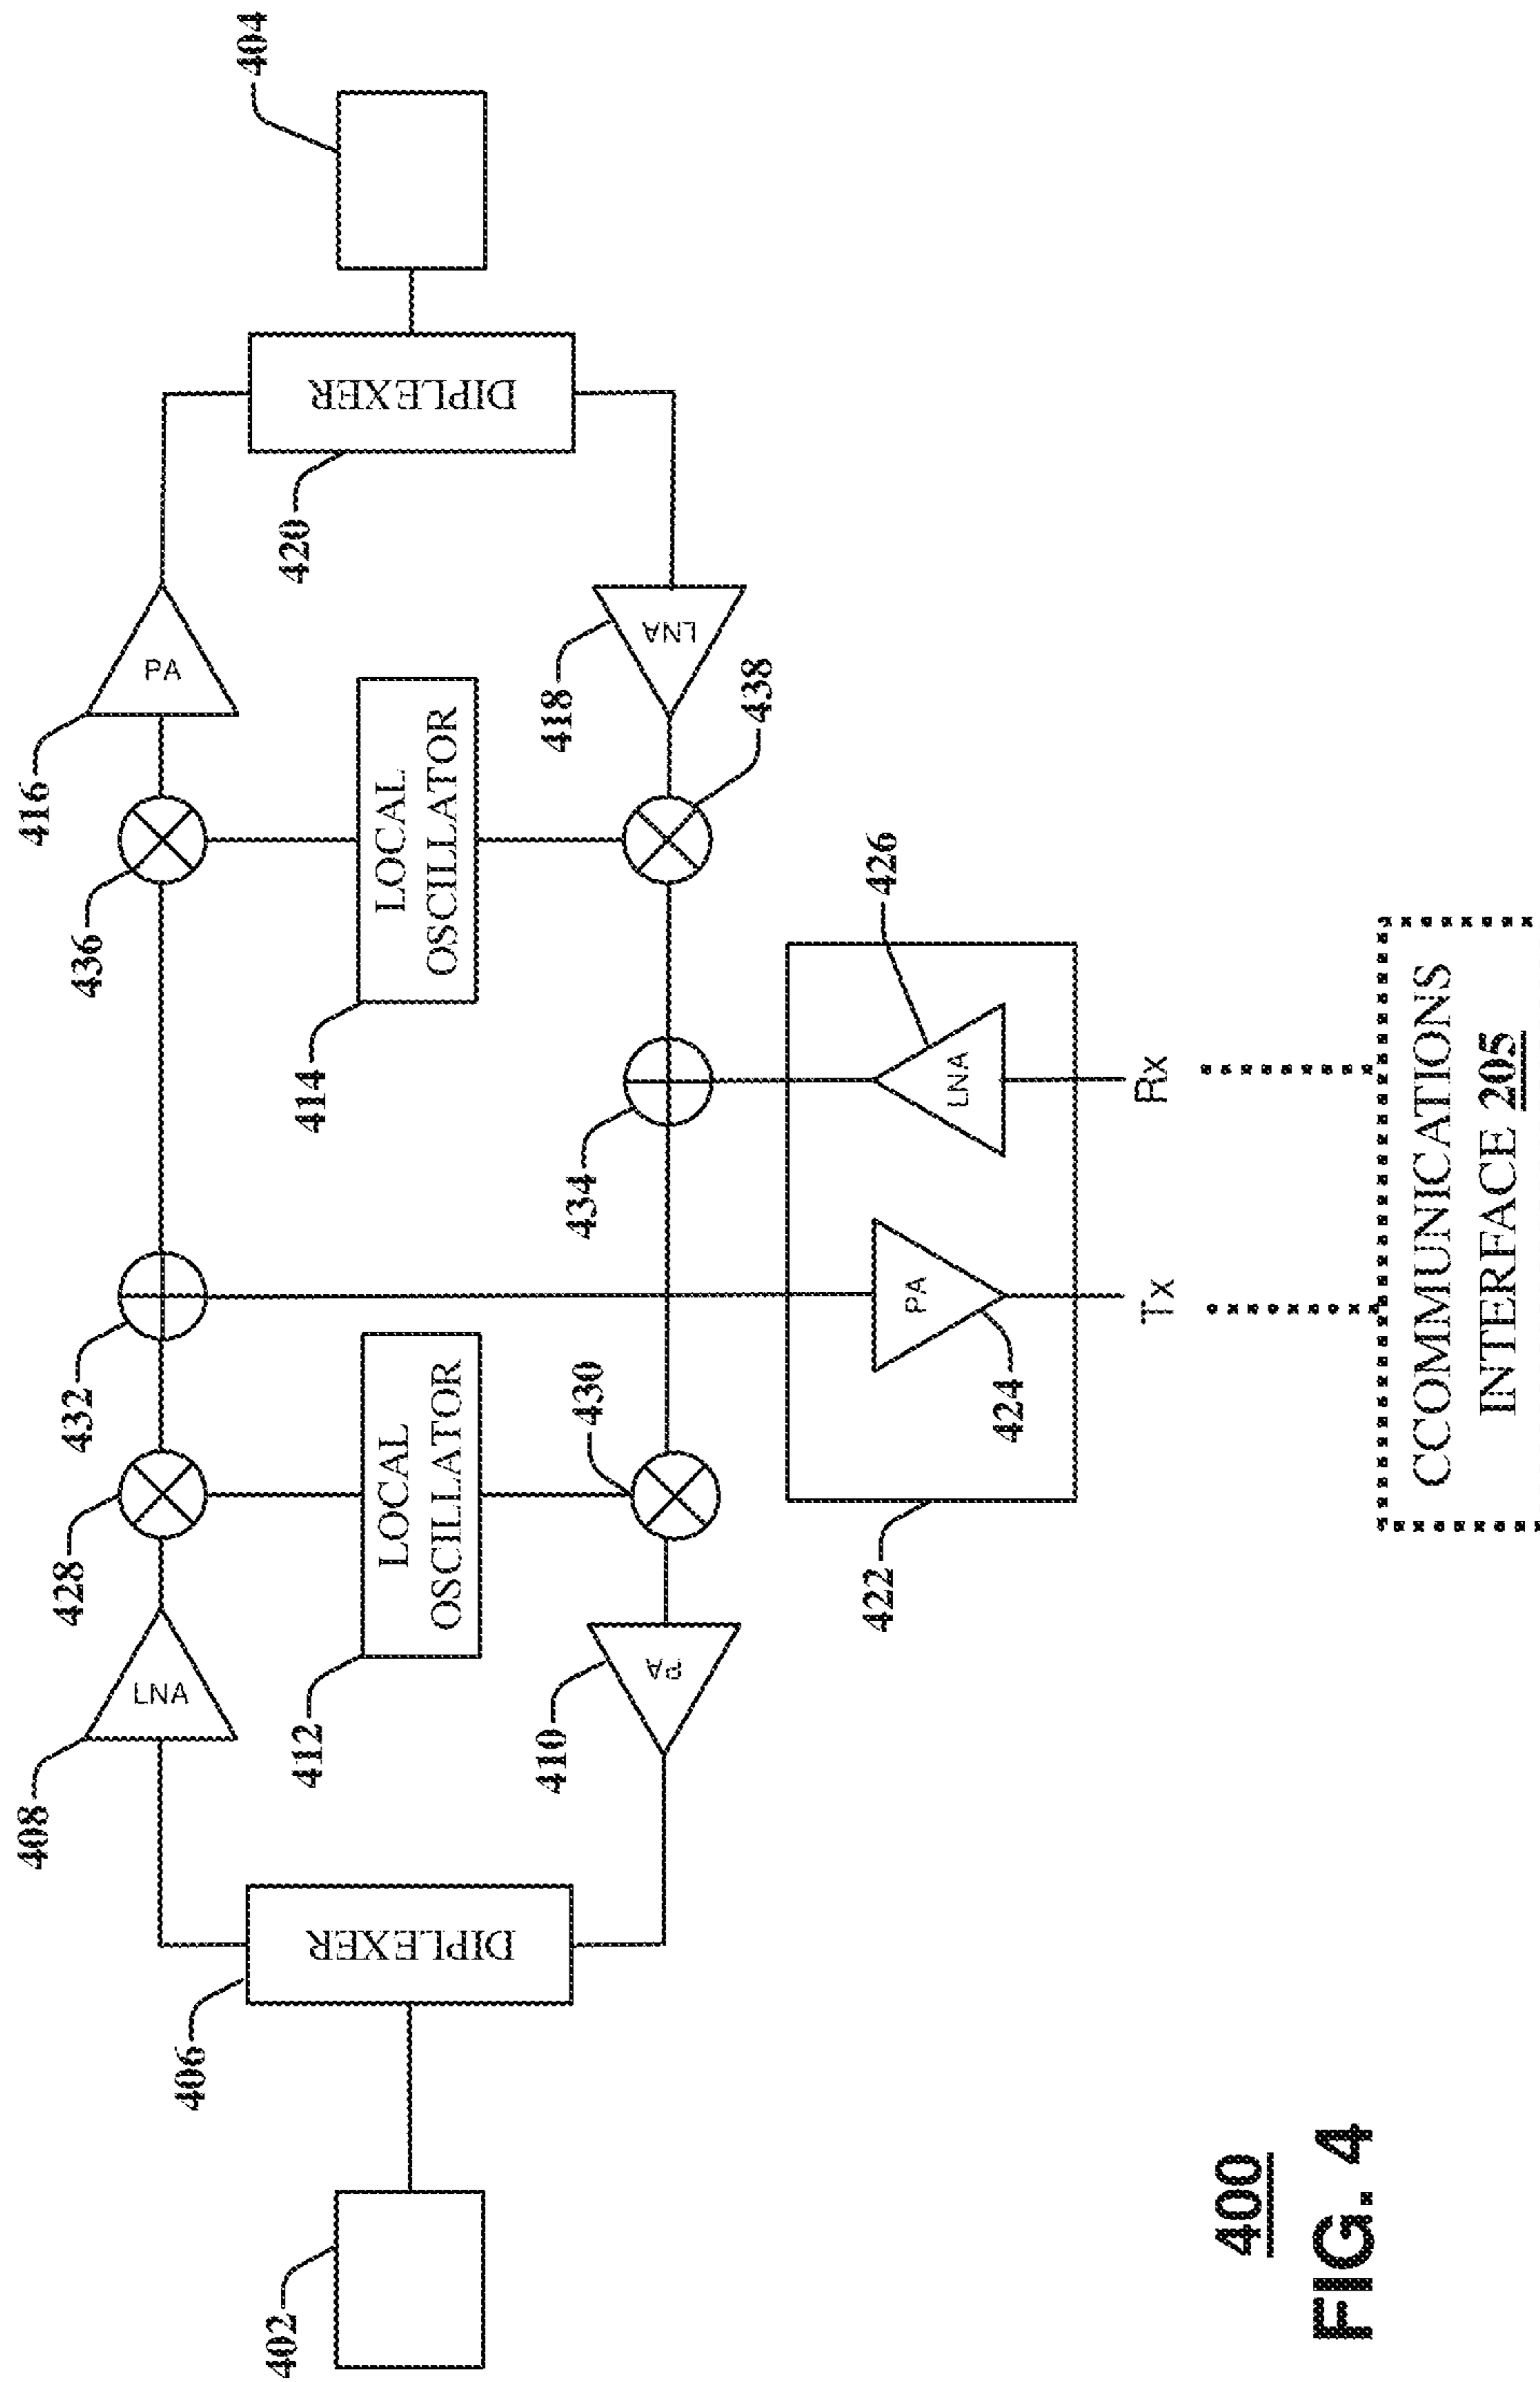 404
416
PA
436
432
428
LNA
408
DIPLEXER
420
LOCAL
OSCILLATOR
414
LOCAL
OSCILLATOR
412
DIPLEXER
406
402
LNA
418
438
434
430
PA
410
426
LNA
PA
424
422
Rx
Tx
CCOMMUNICATIONS
INTERFACE 205
400
FIG. 4